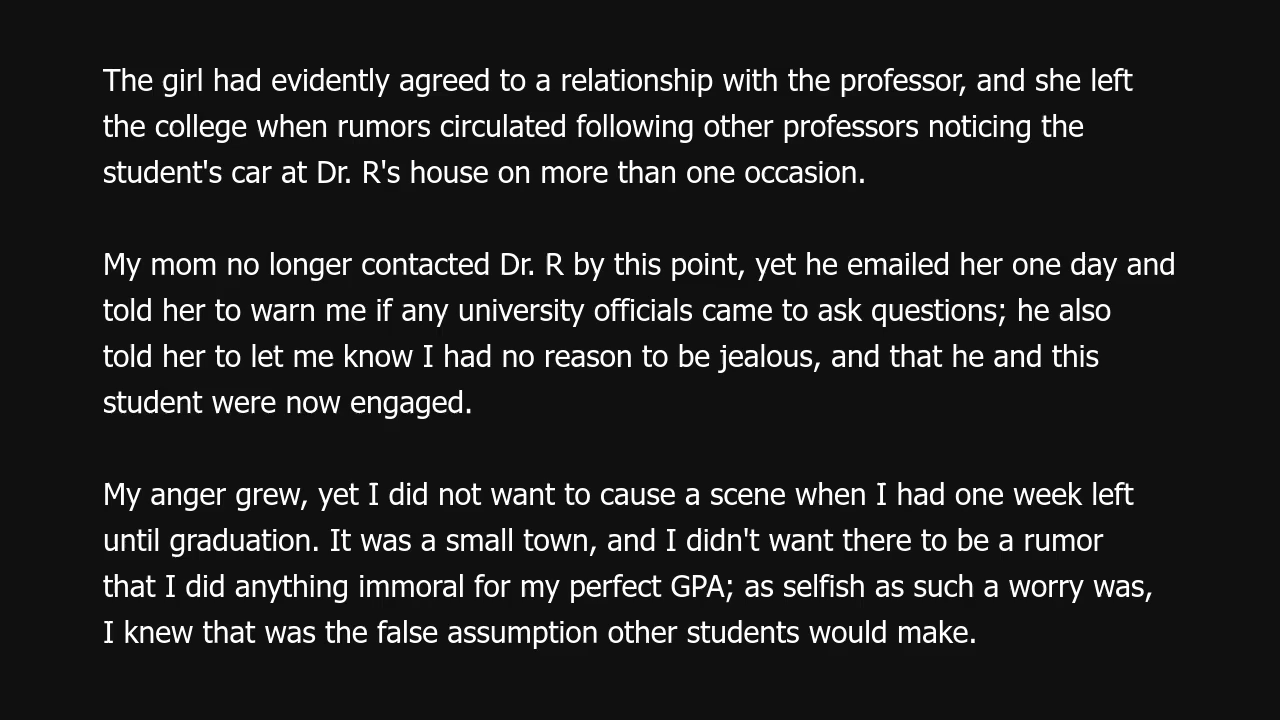 The girl had evidently agreed to a relationship with the professor, and she left
the college when rumors circulated following other professors noticing the
student's car at Dr. R's house on more than one occasion.
My mom no longer contacted Dr. R by this point, yet he emailed her one day and
told her to warn me if any university officials came to ask questions; he also
told her to let me know I had no reason to be jealous, and that he and this
student were now engaged.
My anger grew, yet I did not want to cause a scene when I had one week left
until graduation. It was a small town, and I didn't want there to be a rumor
that I did anything immoral for my perfect GPA; as selfish as such a worry was,
I knew that was the false assumption other students would make.